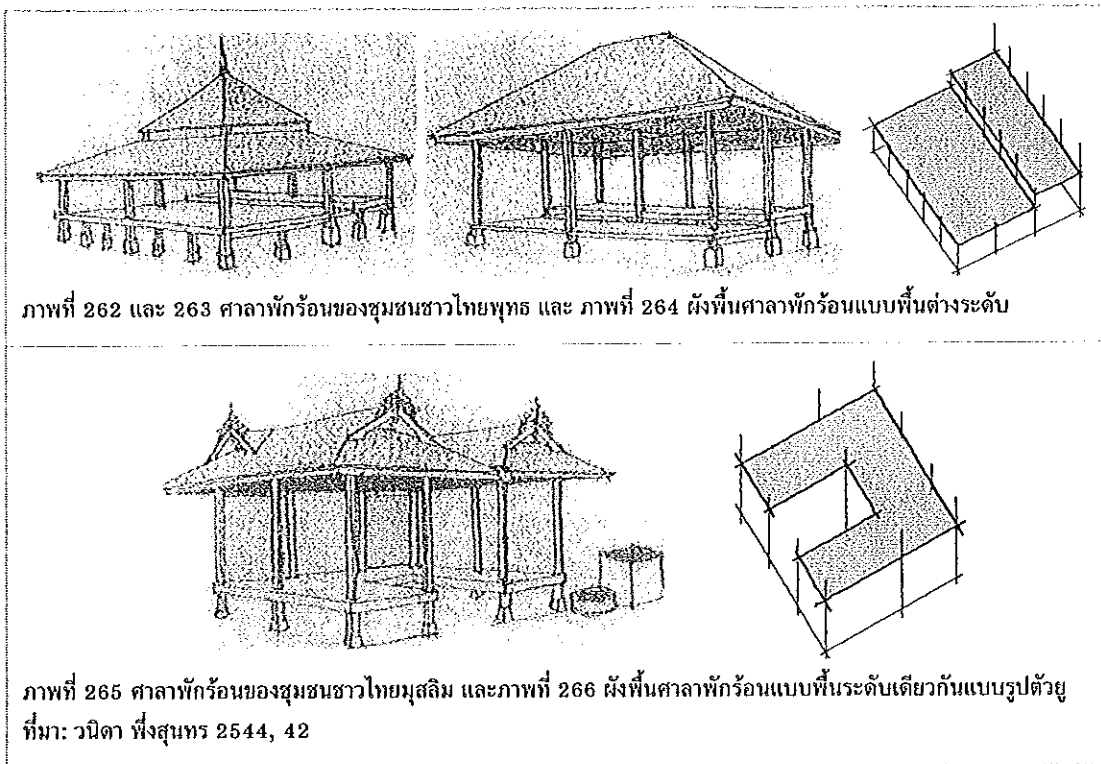 ภาพที่ 262 และ 263 ศาลาพักร้อนของชุมชนชาวไทยพุทธ และ ภาพที่ 264 ผังพื้นศาลาพักร้อนแบบพื้นต่างระดับ
ภาพที่ 265 ศาลาพักร้อนของชุมชนชาวไทยมุสลิม และภาพที่ 266 ผังพื้นศาลาพักร้อนแบบพื้นระดับเดียวกันแบบรูปตัวยู
ที่มา: วนิดา พึ่งสุนทร 2544, 42